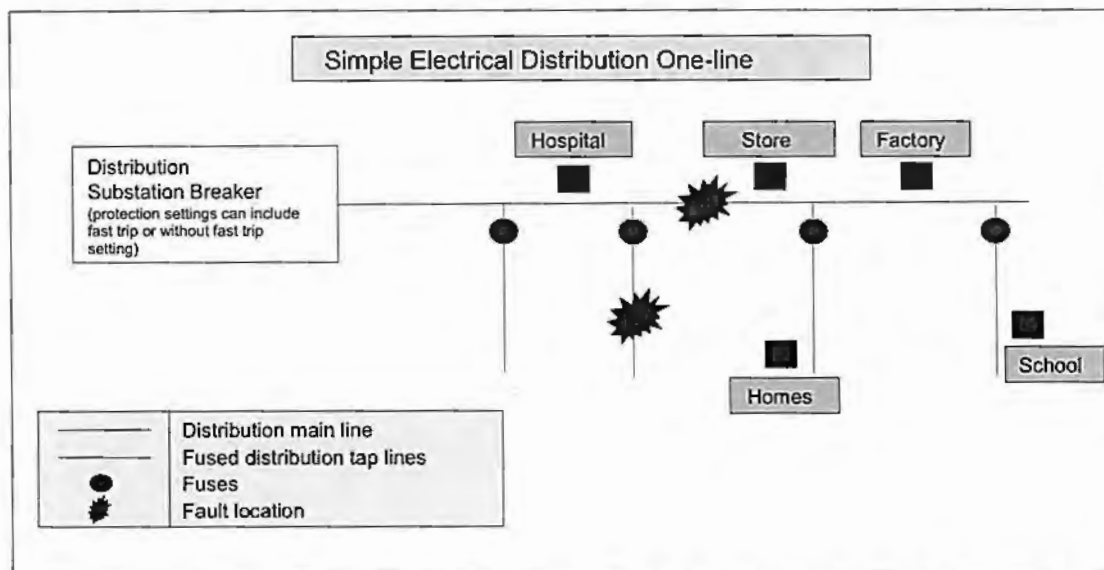 Simple Electrical Distribution One-line
Hospital
Store
Factory
Distribution
Substation Breaker
(protection settings can include
fast trip or without fast trip
setting)
School
Homes
Distribution main line
Fused distribution tap lines
Fuses
Fault location